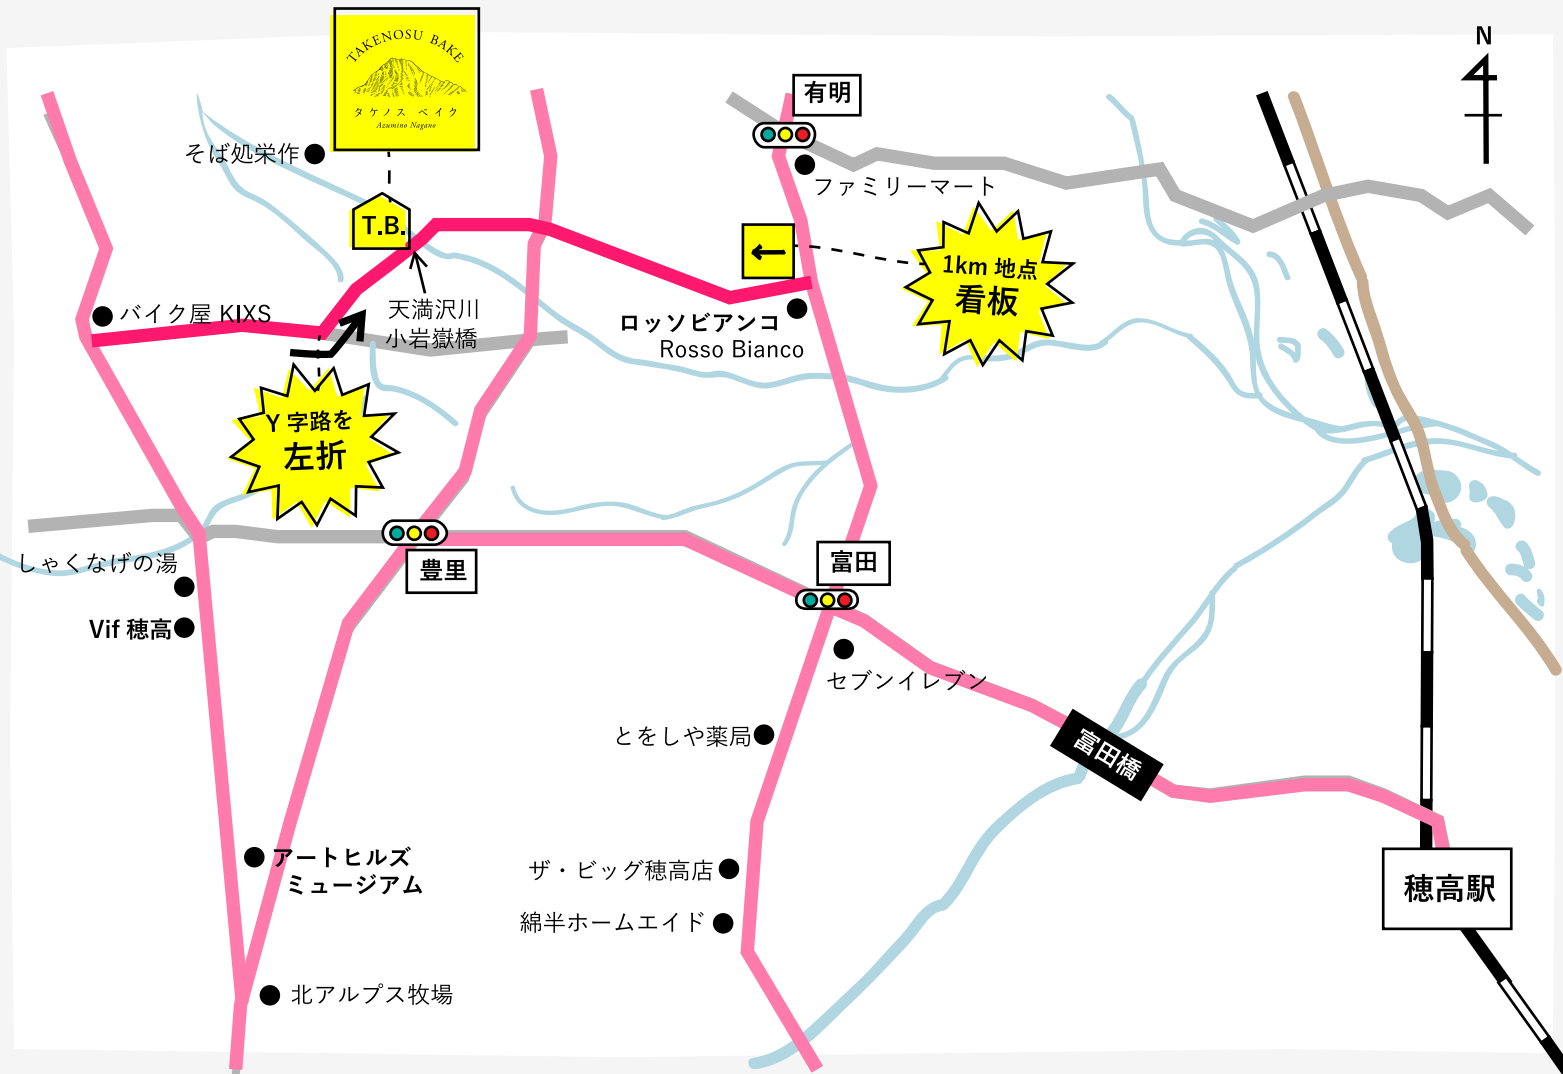 TAKENOSU BAKE
タケノス ベイク
Azumino Nagano
N
有明
そば処栄作
ファミリーマート
T.B.
1km 地点
看板
←
バイク屋 KIXS
天満沢川
小岩嶽橋
ロッソビアンコ
Rosso Bianco
Y 字路を
左折
しゃくなげの湯
豊里
富田
Vif 穂高
セブンイレブン
とをしや薬局
富田橋
アートヒルズ
ミュージアム
ザ・ビッグ穂高店
穂高駅
綿半ホームエイド
北アルプス牧場